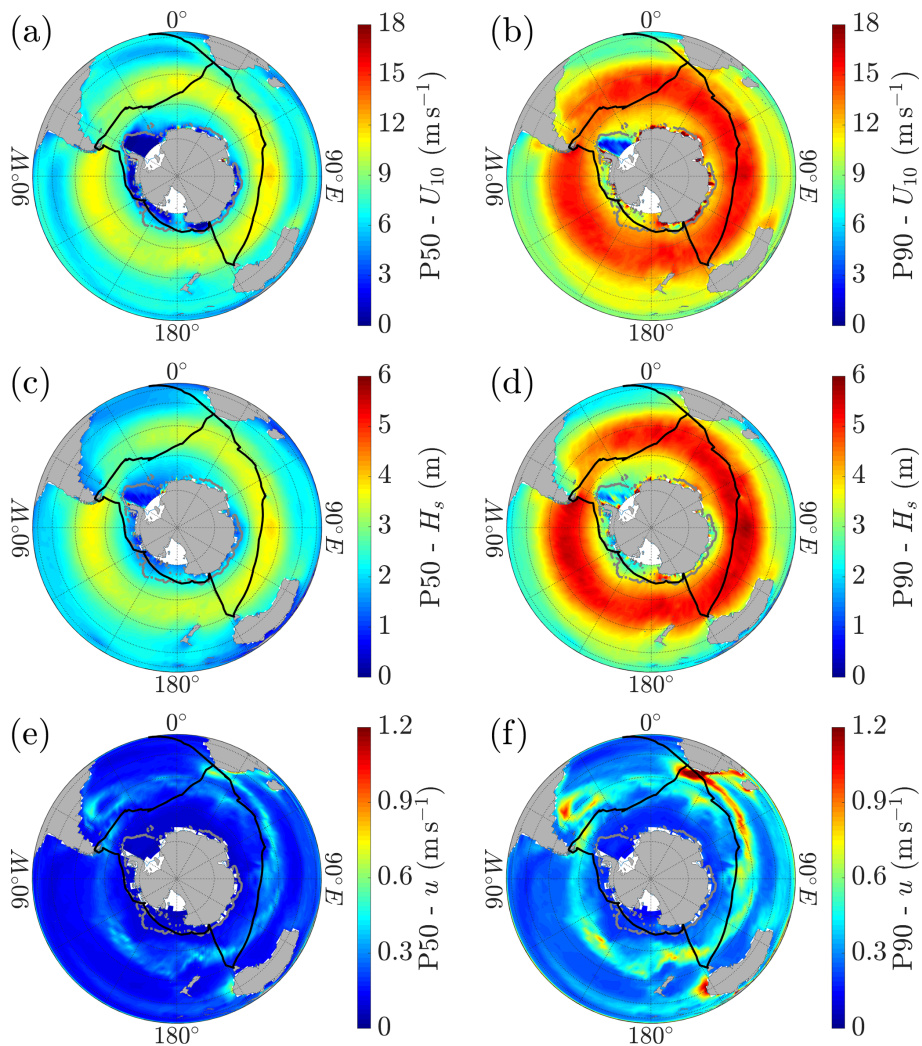 (a)
0°
90°W
90°E
180°
18
15
12
9
6
3
0
P50 - U₁₀ (m s⁻¹)
(b)
0°
90°W
90°E
180°
18
15
12
9
6
3
0
P90 - U₁₀ (m s⁻¹)
(c)
0°
90°W
90°E
180°
6
5
4
3
2
1
0
P50 - Hₛ (m)
(d)
0°
90°W
90°E
180°
6
5
4
3
2
1
0
P90 - Hₛ (m)
(e)
0°
90°W
90°E
180°
1.2
0.9
0.6
0.3
0
P50 - u (m s⁻¹)
(f)
0°
90°W
90°E
180°
1.2
0.9
0.6
0.3
0
P90 - u (m s⁻¹)